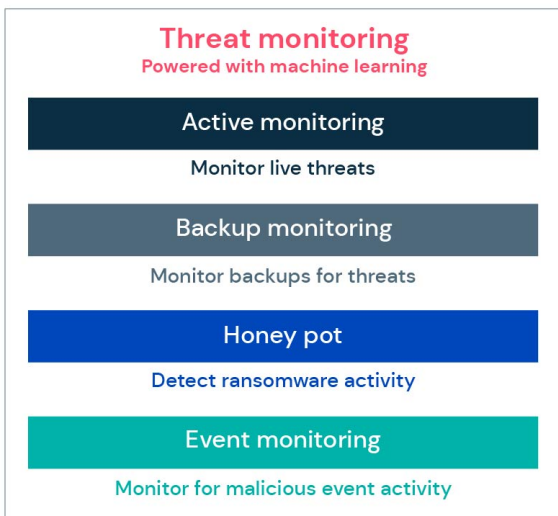 Threat monitoring
Powered with machine learning
Active monitoring
Monitor live threats
Backup monitoring
Monitor backups for threats
Honey pot
Detect ransomware activity
Event monitoring
Monitor for malicious event activity